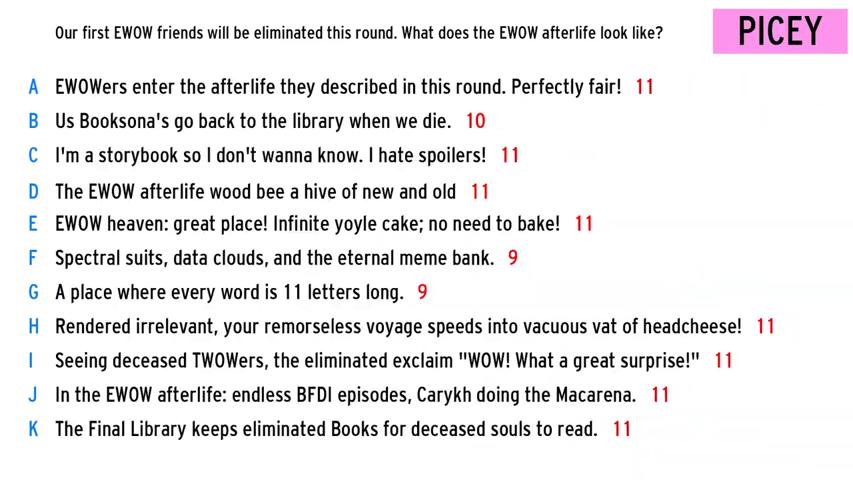 Our first EWOW friends will be eliminated this round. What does the EWOW afterlife look like?
PICEY
A EWOWers enter the afterlife they described in this round. Perfectly fair! 11
B Us Booksona's go back to the library when we die. 10
C I'm a storybook so I don't wanna know. I hate spoilers! 11
D The EWOW afterlife wood bee a hive of new and old 11
E EWOW heaven: great place! Infinite yoyle cake; no need to bake! 11
F Spectral suits, data clouds, and the eternal meme bank. 9
G A place where every word is 11 letters long. 9
H Rendered irrelevant, your remorseless voyage speeds into vacuous vat of headcheese! 11
I Seeing deceased TWOWers, the eliminated exclaim "WOW! What a great surprise!" 11
J In the EWOW afterlife: endless BFDI episodes, Carykh doing the Macarena. 11
K The Final Library keeps eliminated Books for deceased souls to read. 11